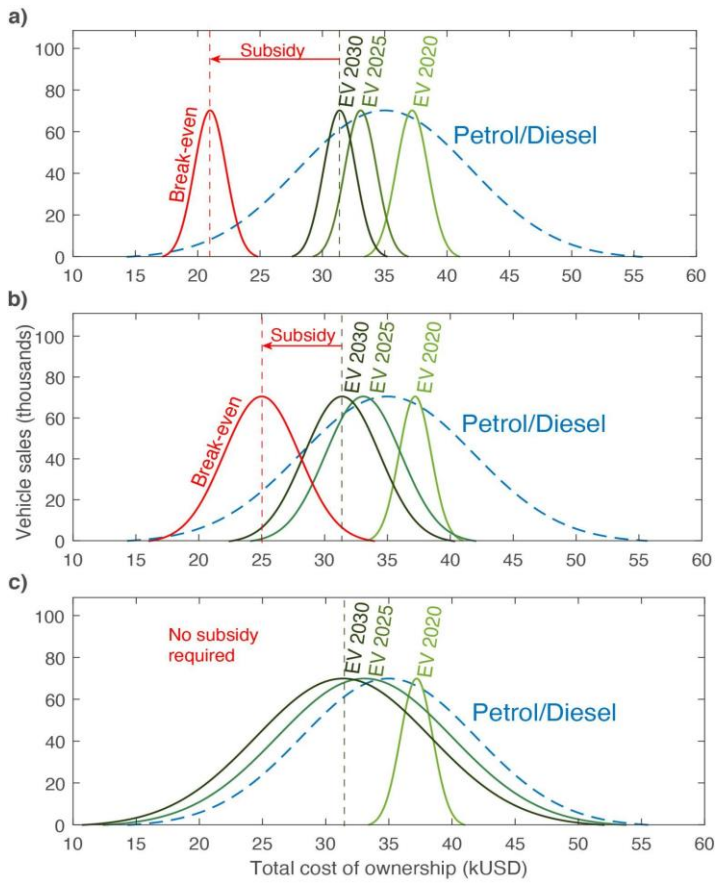 a)
100
80
60
40
20
0
Subsidy
Break-even
EV 2030
EV 2025
EV 2020
Petrol/Diesel
10 15 20 25 30 35 40 45 50 55 60
b)
Vehicle sales (thousands)
100
80
60
40
20
0
Subsidy
Break-even
EV 2030
EV 2025
EV 2020
Petrol/Diesel
10 15 20 25 30 35 40 45 50 55 60
c)
100
80
60
40
20
0
No subsidy
required
EV 2030
EV 2025
EV 2020
Petrol/Diesel
10 15 20 25 30 35 40 45 50 55 60
Total cost of ownership (kUSD)